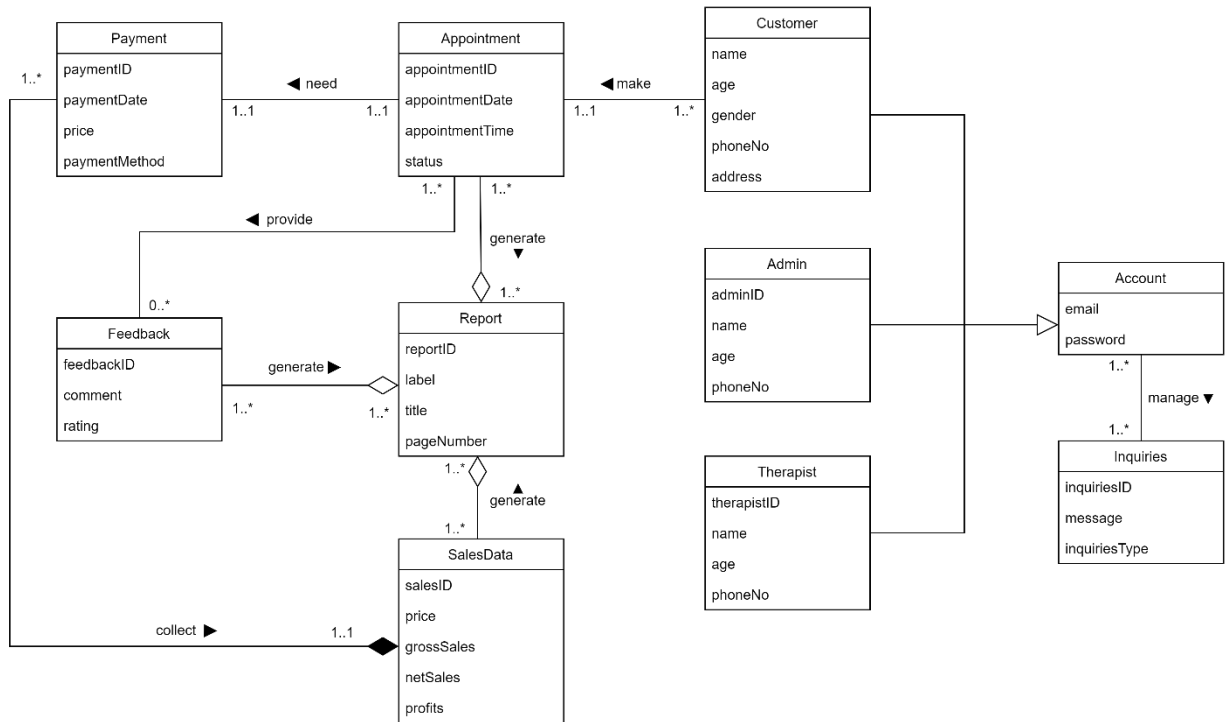 Payment
paymentID
paymentDate
price
paymentMethod
1..*
◀ need
1..1
1..1
Appointment
appointmentID
appointmentDate
appointmentTime
status
◀ make
1..1
1..*
Customer
name
age
gender
phoneNo
address
1..*
1..*
◀ provide
generate
▼
0..*
1..*
Feedback
feedbackID
comment
rating
generate ▶
1..*
1..*
Report
reportID
label
title
pageNumber
Admin
adminID
name
age
phoneNo
Account
email
password
1..*
manage ▼
1..*
Inquiries
inquiriesID
message
inquiriesType
1..*
▲
generate
1..*
Therapist
therapistID
name
age
phoneNo
SalesData
salesID
price
grossSales
netSales
profits
collect ▶
1..1